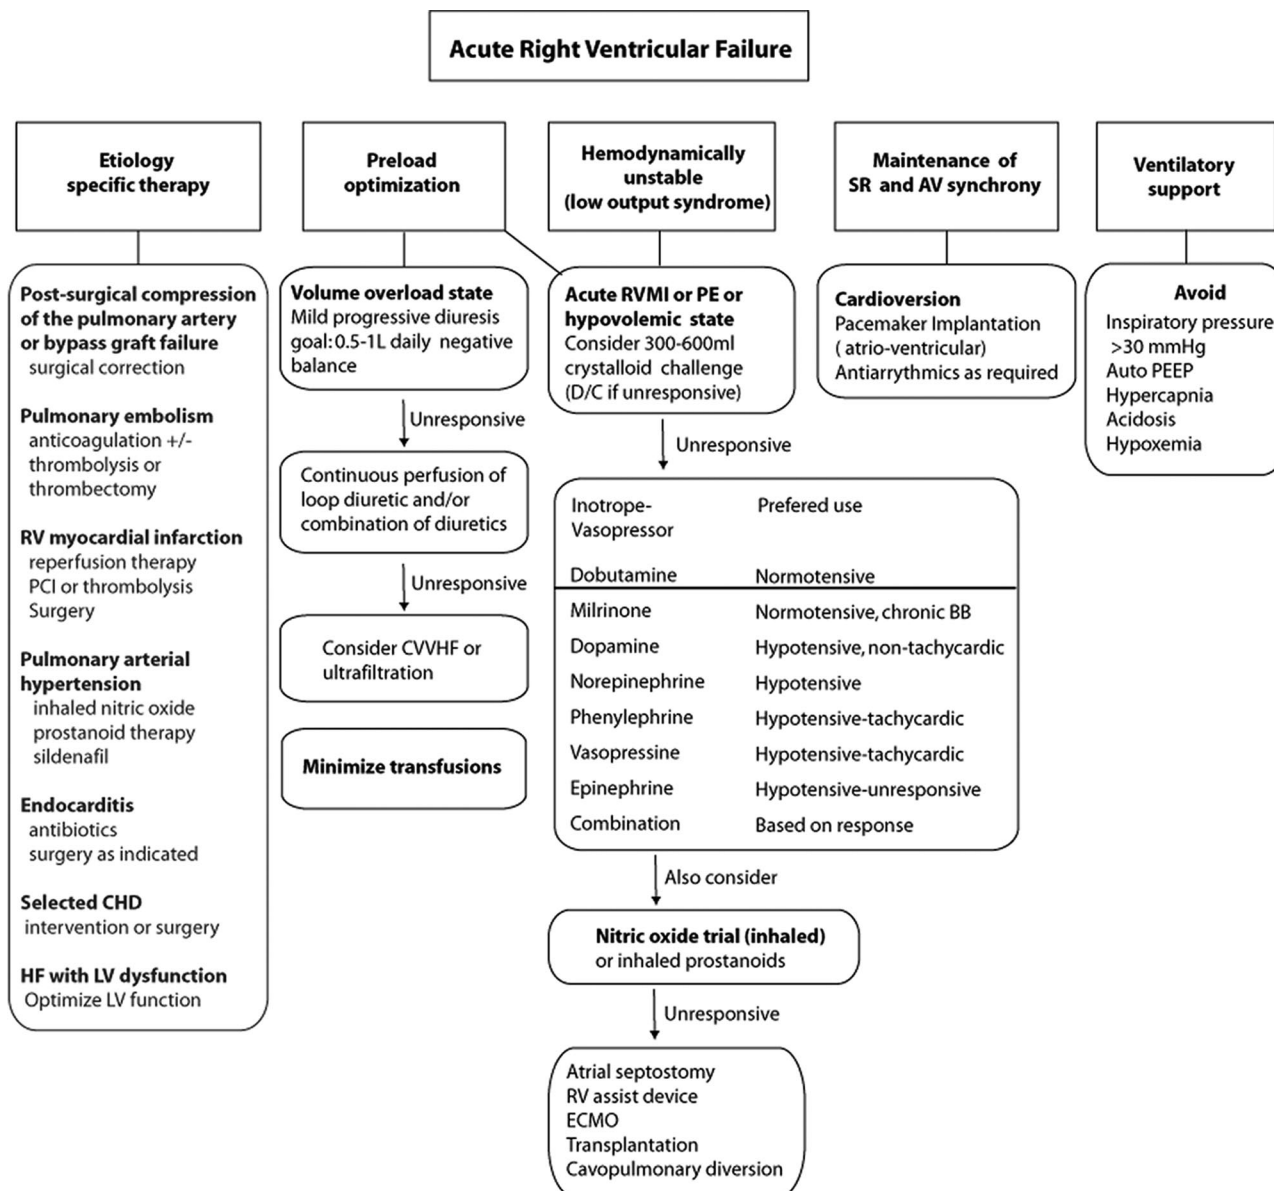 Acute Right Ventricular Failure
Etiology
specific therapy
Post-surgical compression
of the pulmonary artery
or bypass graft failure
surgical correction
Pulmonary embolism
anticoagulation +/-
thrombolysis or
thrombectomy
RV myocardial infarction
reperfusion therapy
PCI or thrombolysis
Surgery
Pulmonary arterial
hypertension
inhaled nitric oxide
prostanoid therapy
sildenafil
Endocarditis
antibiotics
surgery as indicated
Selected CHD
intervention or surgery
HF with LV dysfunction
Optimize LV function
Preload
optimization
Volume overload state
Mild progressive diuresis
goal: 0.5-1L daily negative
balance
Unresponsive
Continuous perfusion of
loop diuretic and/or
combination of diuretics
Unresponsive
Consider CVVHF or
ultrafiltration
Minimize transfusions
Hemodynamically
unstable
(low output syndrome)
Acute RVMI or PE or
hypovolemic state
Consider 300-600ml
crystalloid challenge
(D/C if unresponsive)
Unresponsive
Inotrope- Prefered use
Vasopressor
Dobutamine Normotensive
Milrinone Normotensive, chronic BB
Dopamine Hypotensive, non-tachycardic
Norepinephrine Hypotensive
Phenylephrine Hypotensive-tachycardic
Vasopressine Hypotensive-tachycardic
Epinephrine Hypotensive-unresponsive
Combination Based on response
Also consider
Nitric oxide trial (inhaled)
or inhaled prostanoids
Unresponsive
Atrial septostomy
RV assist device
ECMO
Transplantation
Cavopulmonary diversion
Maintenance of
SR and AV synchrony
Cardioversion
Pacemaker Implantation
( atrio-ventricular)
Antiarrythmics as required
Ventilatory
support
Avoid
Inspiratory pressure
>30 mmHg
Auto PEEP
Hypercapnia
Acidosis
Hypoxemia